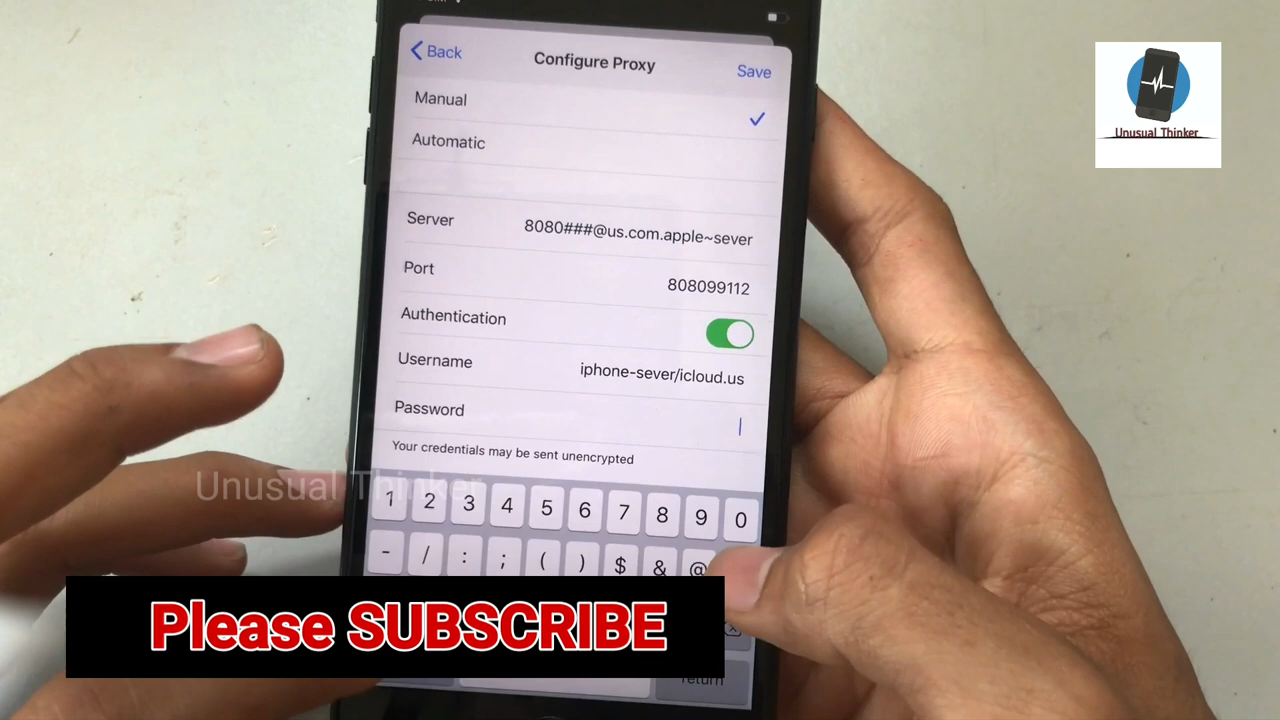 Back
Configure Proxy
Save
Manual
Automatic
Server 8080###@us.com.apple~sever
Port 808099112
Authentication
Username iphone-sever/icloud.us
Password
Your credentials may be sent unencrypted
1 2 3 4 5 6 7 8 9 0
- / : ; ( ) $ & @
return
Unusual Thinker
Unusual Thinker
Please SUBSCRIBE